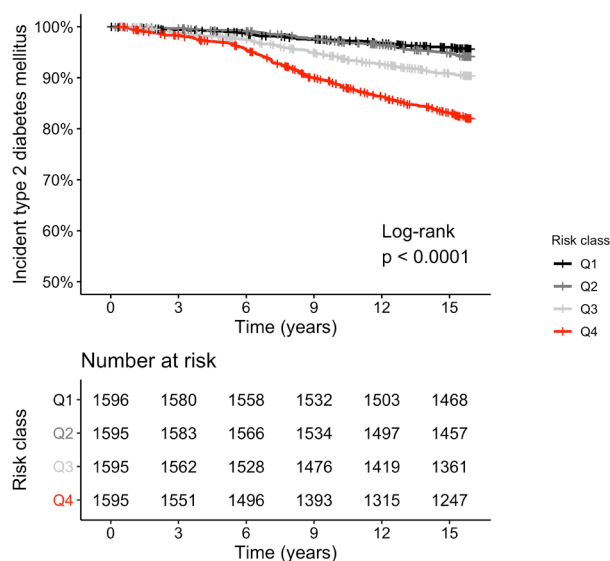 100%
90%
80%
70%
60%
50%
Incident type 2 diabetes mellitus
Log-rank
p < 0.0001
0 3 6 9 12 15
Time (years)
Risk class
Q1
Q2
Q3
Q4
Number at risk
Risk class
Q1 1596 1580 1558 1532 1503 1468
Q2 1595 1583 1566 1534 1497 1457
Q3 1595 1562 1528 1476 1419 1361
Q4 1595 1551 1496 1393 1315 1247
0 3 6 9 12 15
Time (years)